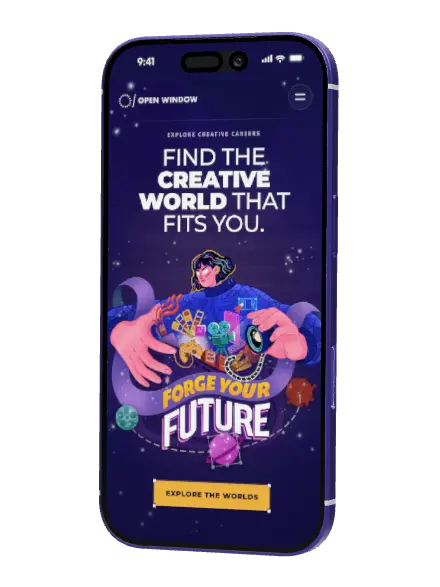 9:41
OPEN WINDOW
EXPLORE CREATIVE CAREERS
FIND THE
CREATIVE
WORLD THAT
FITS YOU.
FORGE YOUR
FUTURE
EXPLORE THE WORLDS